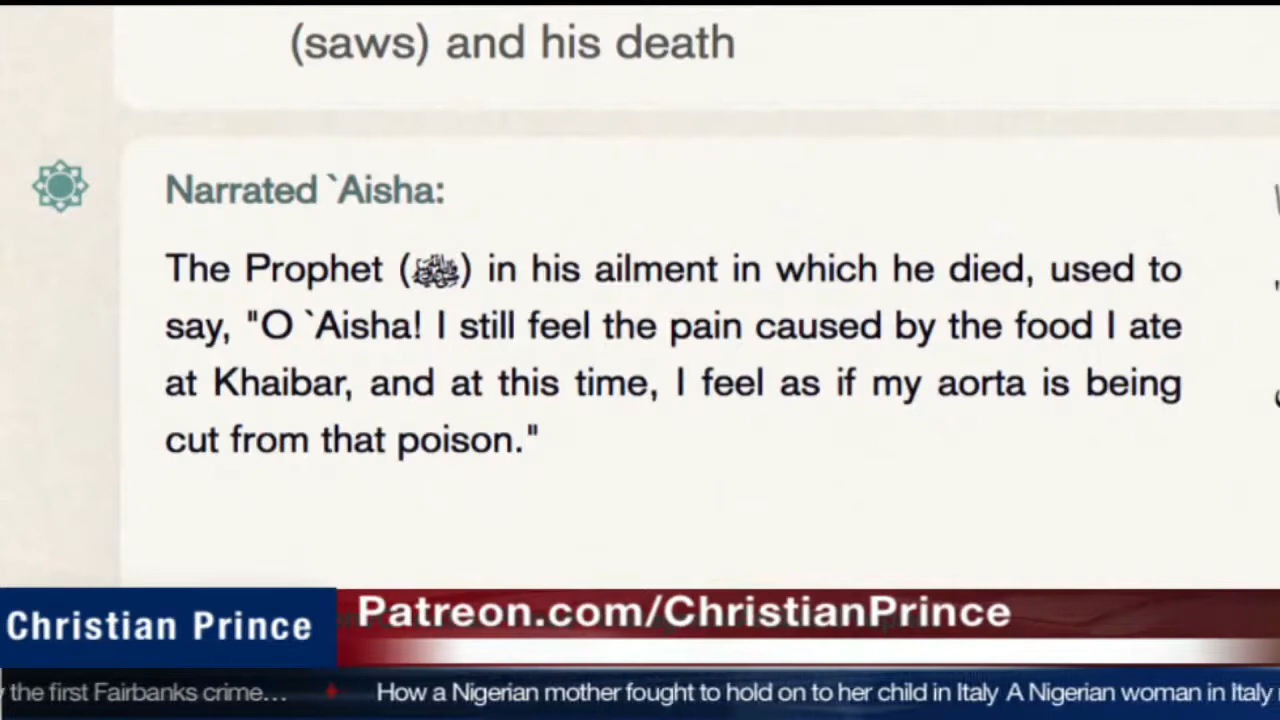 (saws) and his death
Narrated `Aisha:
The Prophet (ﷺ) in his ailment in which he died, used to
say, "O `Aisha! I still feel the pain caused by the food I ate
at Khaibar, and at this time, I feel as if my aorta is being
cut from that poison."
Christian Prince
Patreon.com/ChristianPrince
the first Fairbanks crime... ♦ How a Nigerian mother fought to hold on to her child in Italy A Nigerian woman in Italy